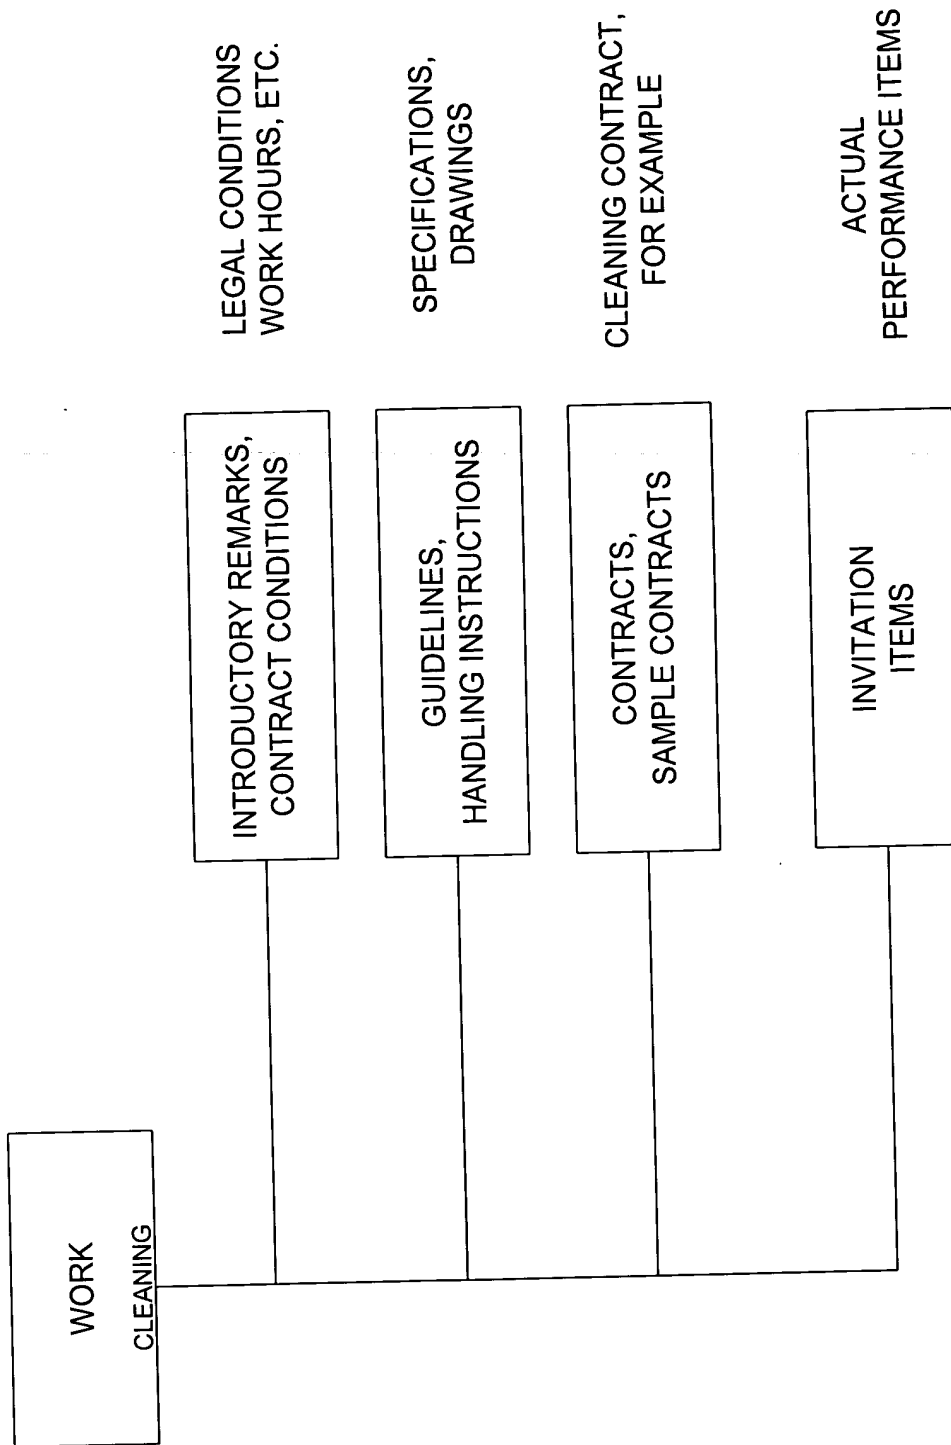 WORK
CLEANING
INTRODUCTORY REMARKS,
CONTRACT CONDITIONS
LEGAL CONDITIONS
WORK HOURS, ETC.
GUIDELINES,
HANDLING INSTRUCTIONS
SPECIFICATIONS,
DRAWINGS
CONTRACTS,
SAMPLE CONTRACTS
CLEANING CONTRACT,
FOR EXAMPLE
INVITATION
ITEMS
ACTUAL
PERFORMANCE ITEMS